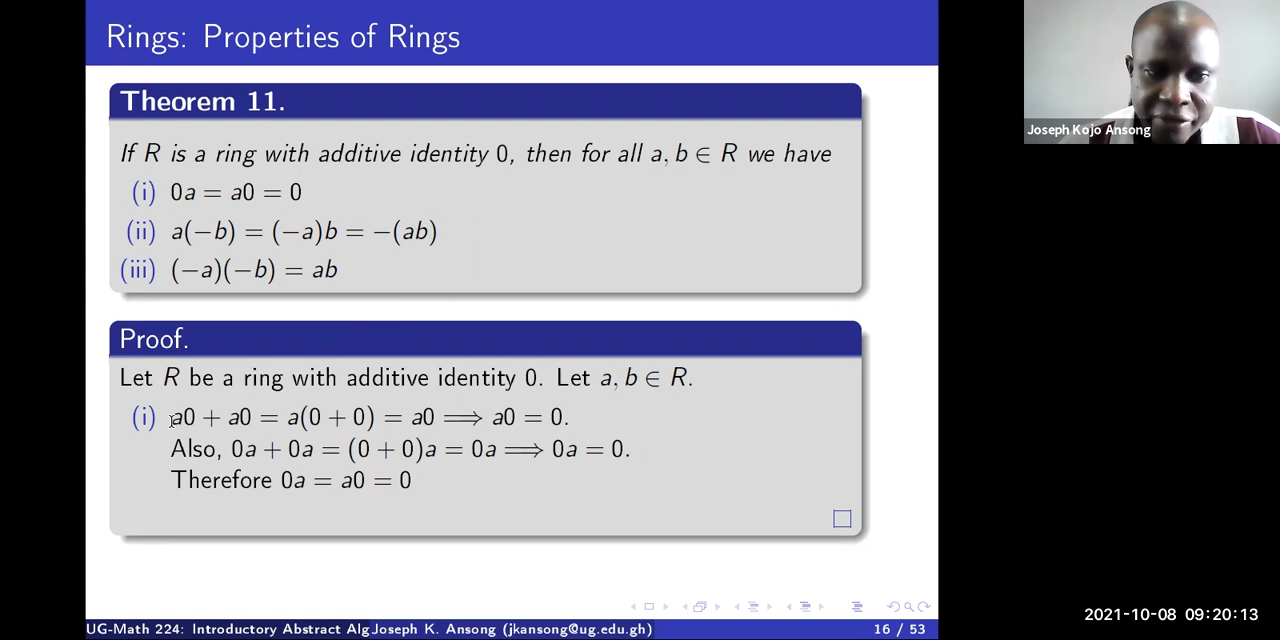 Rings: Properties of Rings
Theorem 11.
If R is a ring with additive identity 0, then for all a, b ∈ R we have
(i) 0a = a0 = 0
(ii) a(−b) = (−a)b = −(ab)
(iii) (−a)(−b) = ab
Proof.
Let R be a ring with additive identity 0. Let a, b ∈ R.
(i) a0 + a0 = a(0 + 0) = a0 ⟹ a0 = 0.
Also, 0a + 0a = (0 + 0)a = 0a ⟹ 0a = 0.
Therefore 0a = a0 = 0
□
UG-Math 224: Introductory Abstract Alg Joseph K. Ansong (jkansong@ug.edu.gh) 16 / 53
Joseph Kojo Ansong
2021-10-08 09:20:13